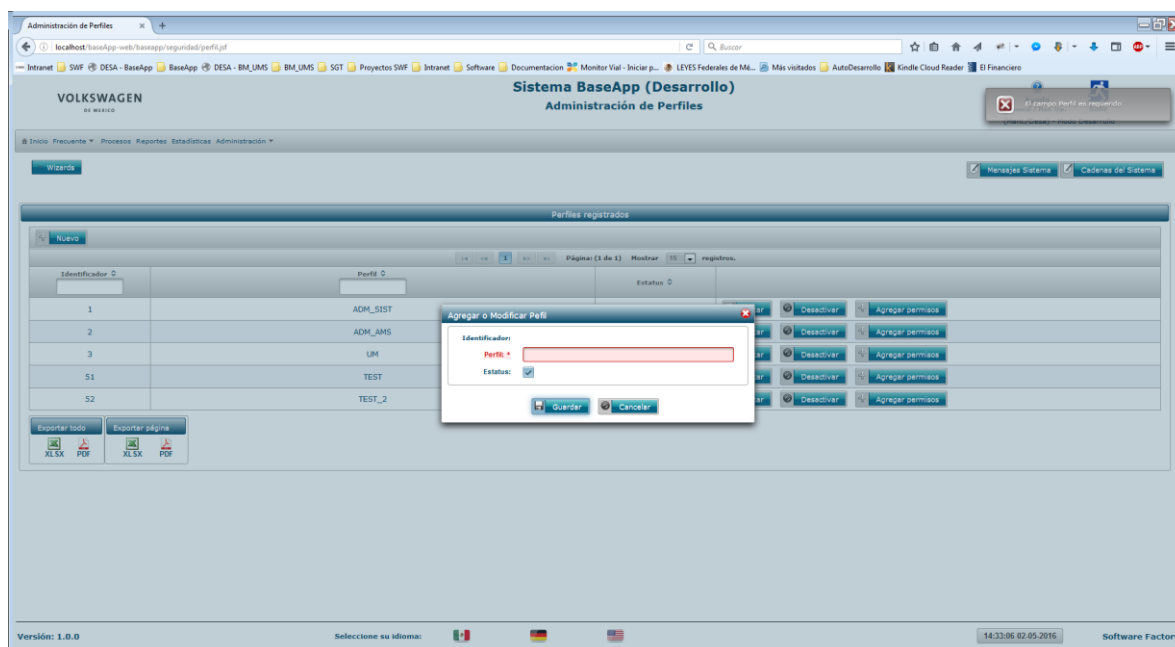 Administración de Perfiles
localhost/baseApp-web/baseapp/seguridad/perfil.jsf
Buscar
Intranet SWF DESA - BaseApp BaseApp DESA - BM_UMS BM_UMS SGT Proyectos SWF Intranet Software Documentacion Monitor Vial - Iniciar p... LEYES Federales de Mé... Más visitados AutoDesarrollo Kindle Cloud Reader El Financiero
VOLKSWAGEN
DE MEXICO
Sistema BaseApp (Desarrollo)
Administración de Perfiles
El campo Perfil es requerido
Inicio Frecuente Procesos Reportes Estadísticas Administración
Wizards
Mensajes Sistema
Cadenas del Sistema
Perfiles registrados
Nuevo
1 Página: (1 de 1) Mostrar registros.
Identificador
Perfil
Estatus
1 ADM_SIST Desactivar Agregar permisos
2 ADM_AMS Desactivar Agregar permisos
3 UM Desactivar Agregar permisos
51 TEST Desactivar Agregar permisos
52 TEST_2 Desactivar Agregar permisos
Agregar o Modificar Pefil
Identificador:
Perfil: *
Estatus:
Guardar
Cancelar
Exportar todo
Exportar página
XLSX PDF
XLSX PDF
Versión: 1.0.0
Seleccione su idioma:
14:33:06 02-05-2016
Software Factor